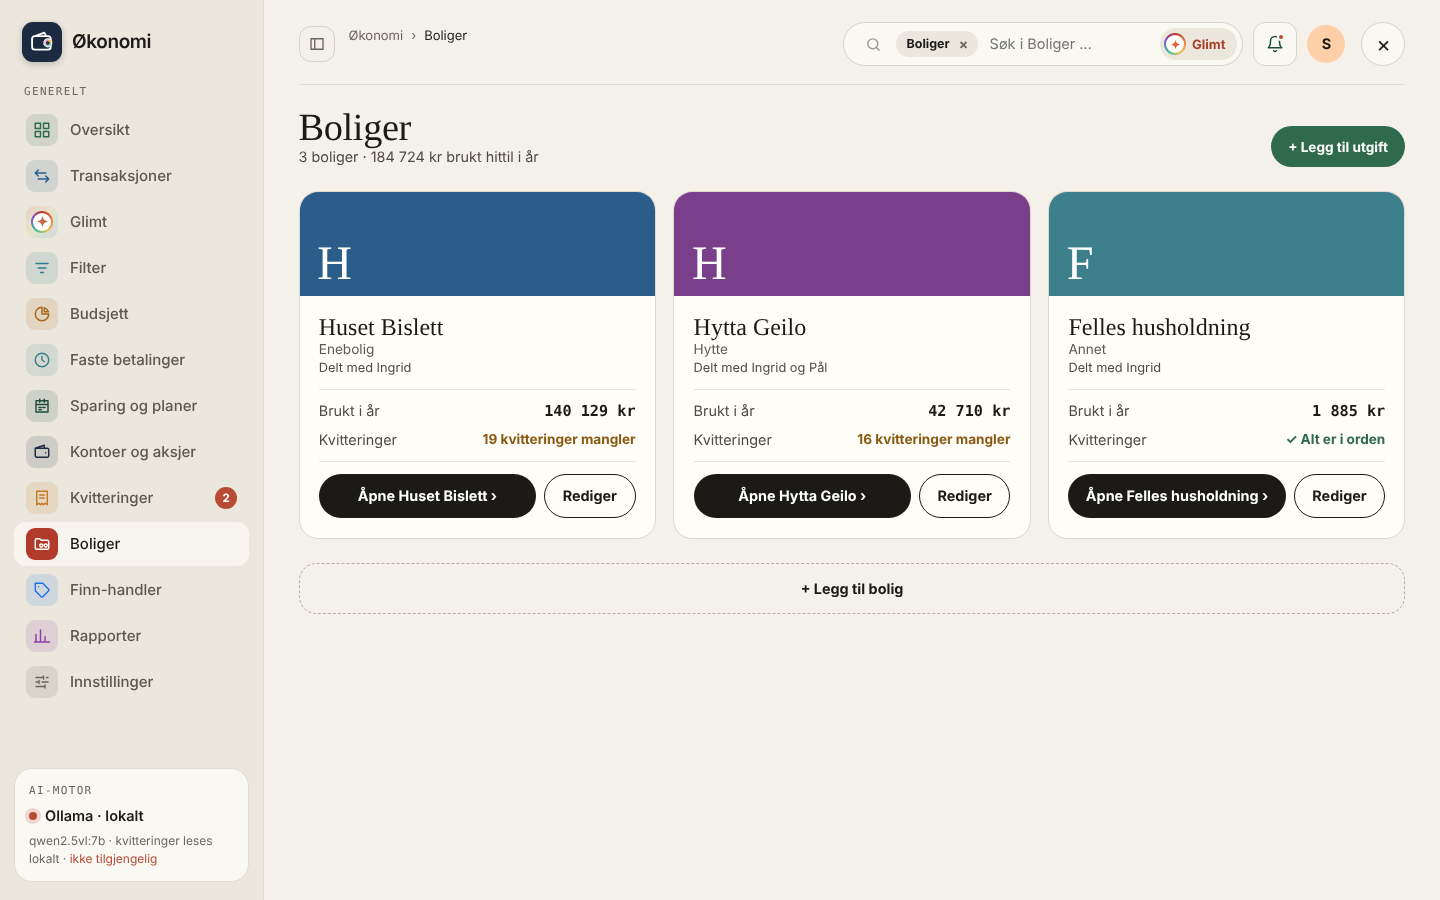 Økonomi
GENERELT
Oversikt
Transaksjoner
Glimt
Filter
Budsjett
Faste betalinger
Sparing og planer
Kontoer og aksjer
Kvitteringer 2
Boliger
Finn-handler
Rapporter
Innstillinger
AI-MOTOR
Ollama · lokalt
qwen2.5vl:7b · kvitteringer leses
lokalt · ikke tilgjengelig
Økonomi › Boliger
Boliger × Søk i Boliger ... Glimt
S
×
Boliger
3 boliger · 184 724 kr brukt hittil i år
+ Legg til utgift
H
Huset Bislett
Enebolig
Delt med Ingrid
Brukt i år 140 129 kr
Kvitteringer 19 kvitteringer mangler
Åpne Huset Bislett › Rediger
H
Hytta Geilo
Hytte
Delt med Ingrid og Pål
Brukt i år 42 710 kr
Kvitteringer 16 kvitteringer mangler
Åpne Hytta Geilo › Rediger
F
Felles husholdning
Annet
Delt med Ingrid
Brukt i år 1 885 kr
Kvitteringer ✓ Alt er i orden
Åpne Felles husholdning › Rediger
+ Legg til bolig